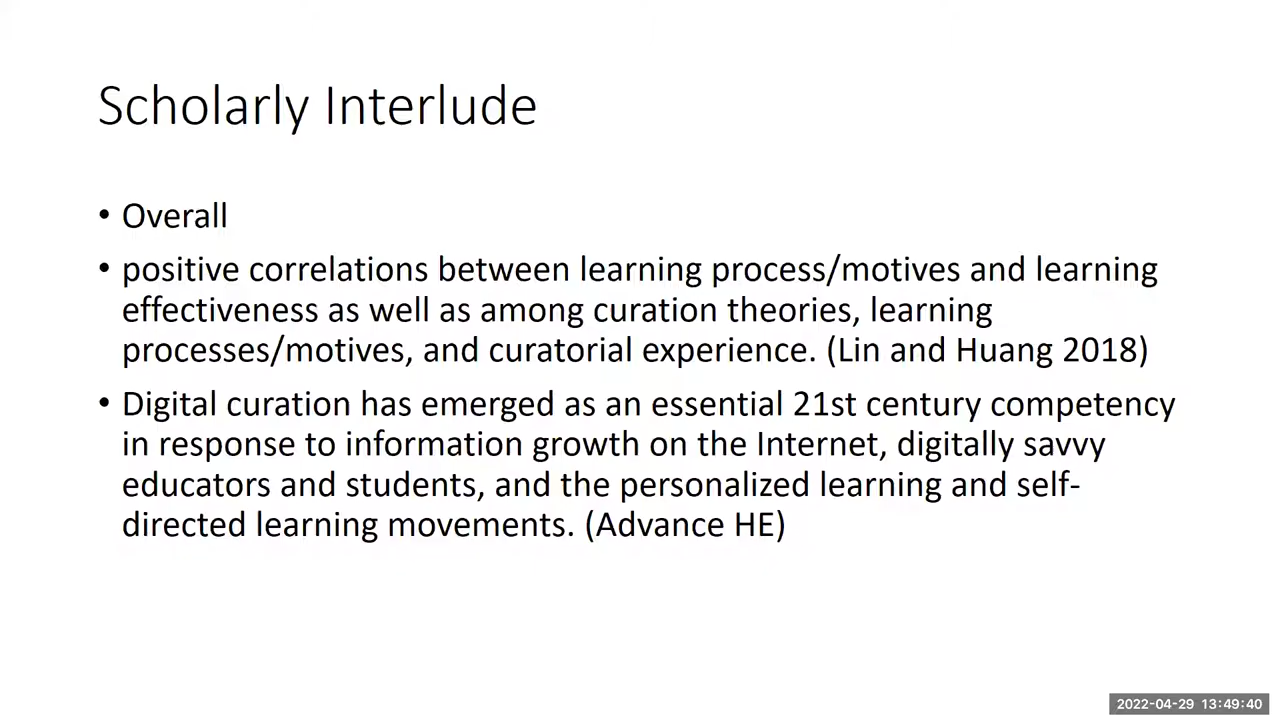 Scholarly Interlude
• Overall
• positive correlations between learning process/motives and learning
effectiveness as well as among curation theories, learning
processes/motives, and curatorial experience. (Lin and Huang 2018)
• Digital curation has emerged as an essential 21st century competency
in response to information growth on the Internet, digitally savvy
educators and students, and the personalized learning and self-
directed learning movements. (Advance HE)
2022-04-29 13:49:40